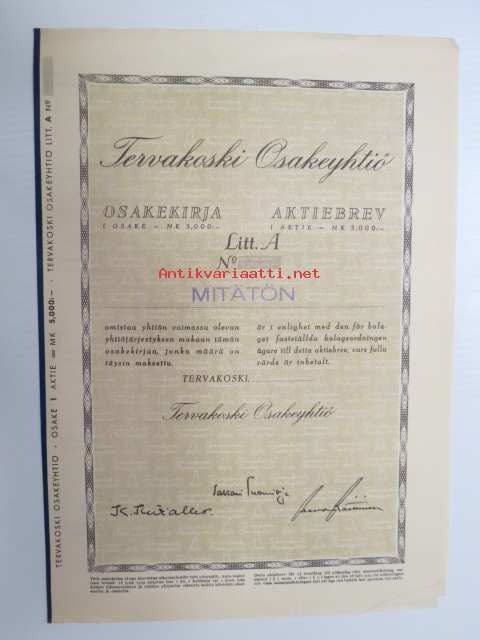 TERVAKOSKI OSAKEYHTIO · OSAKE 1 AKTIE = MK 5,000:— · TERVAKOSKI OSAKEYHTIO LITT. A Nº
Tervakoski Osakeyhtiö
OSAKEKIRJA AKTIEBREV
1 OSAKE — MK 5,000:— 1 AKTIE — MK 5,000:—
Litt. A
Nº
Antikvariaatti.net
MITÄTÖN
omistaa yhtiön voimassa olevan
yhtiöjärjestyksen mukaan tämän
osakekirjan, jonka määrä on
täysin maksettu.
är i enlighet med den för bola-
get fastställda bolagsordningen
ägare till detta aktiebrev, vars fulla
värde är inbetalt.
TERVAKOSKI
Tervakoski Osakeyhtiö